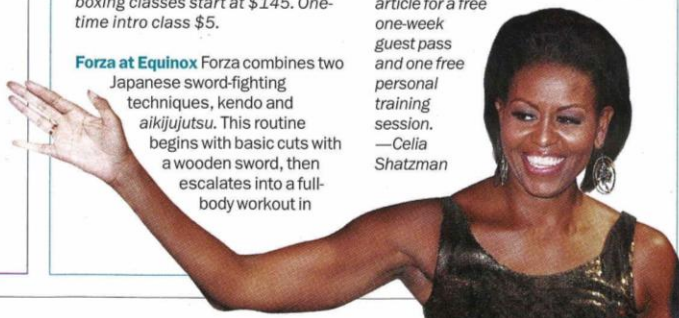 boxing classes start at $145. One-
time intro class $5.
Forza at Equinox Forza combines two
Japanese sword-fighting
techniques, kendo and
aikijujutsu. This routine
begins with basic cuts with
a wooden sword, then
escalates into a full-
body workout in
article for a free
one-week
guest pass
and one free
personal
training
session.
—Celia
Shatzman